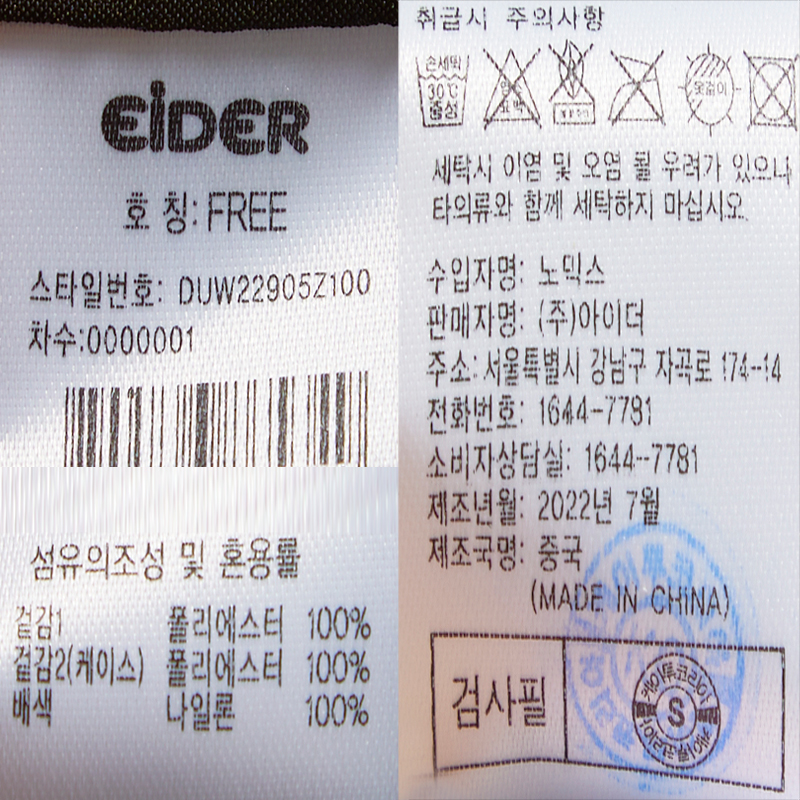 EiDER
호 칭: FREE
스타일번호: DUW22905Z100
차수:0000001
섬유의조성 및 혼용률
겉감1 폴리에스터 100%
겉감2(케이스) 폴리에스터 100%
배색 나일론 100%
취급시 주의사항
손세탁
30℃
중성
옷걸이
세탁시 이염 및 오염 될 우려가 있으니
타의류와 함께 세탁하지 마십시오.
수입자명: 노믹스
판매자명: (주)아이더
주소: 서울특별시 강남구 자곡로 174-14
전화번호: 1644-7781
소비자상담실: 1644-7781
제조년월: 2022년 7월
제조국명: 중국
(MADE IN CHINA)
검사필
S